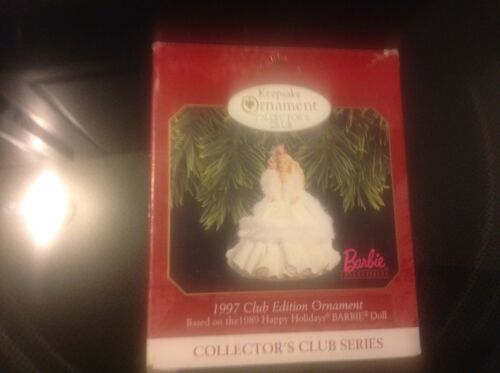 Keepsake
Ornament
COLLECTOR'S
CLUB
Barbie
COLLECTIBLES
1997 Club Edition Ornament
Based on the 1989 Happy Holidays® BARBIE® Doll
COLLECTOR'S CLUB SERIES